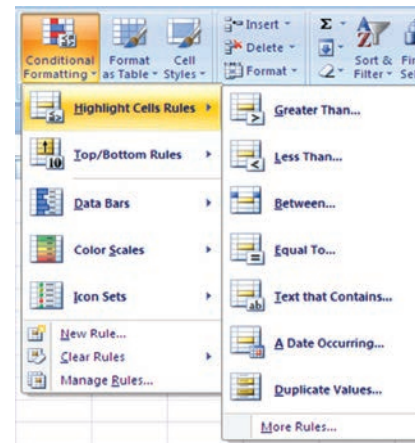 Conditional Formatting
Format as Table
Cell Styles
Insert
Delete
Format
Σ
Sort & Filter
Highlight Cells Rules
Top/Bottom Rules
10
Data Bars
Color Scales
Icon Sets
New Rule...
Clear Rules
Manage Rules...
Greater Than...
Less Than...
Between...
Equal To...
Text that Contains...
ab
A Date Occurring...
Duplicate Values...
More Rules...